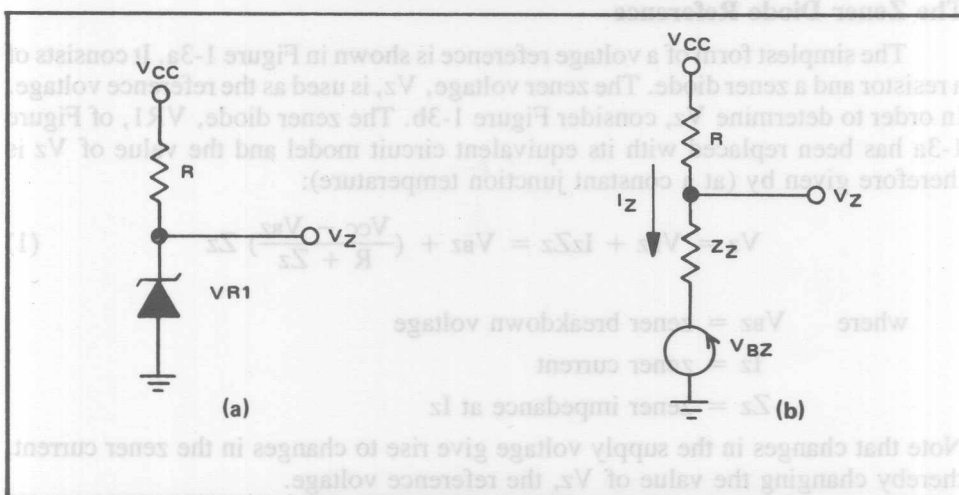 The Zener Diode Reference
The simplest form of a voltage reference is shown in Figure 1-3a. It consists of
a resistor and a zener diode. The zener voltage, Vz, is used as the reference voltage.
In order to determine Vz, consider Figure 1-3b. The zener diode, VR1, of Figure
1-3a has been replaced with its equivalent circuit model and the value of Vz is
herefore given by (at a constant junction temperature):
Vz = VBZ + IzZz = VBZ + (VCC − VBZ / R + Zz) Zz (1)
where VBZ = zener breakdown voltage
Iz = zener current
Zz = zener impedance at Iz
Note that changes in the supply voltage give rise to changes in the zener current
hereby changing the value of Vz, the reference voltage.
VCC
R
VZ
VR1
(a)
VCC
R
IZ
VZ
ZZ
VBZ
(b)